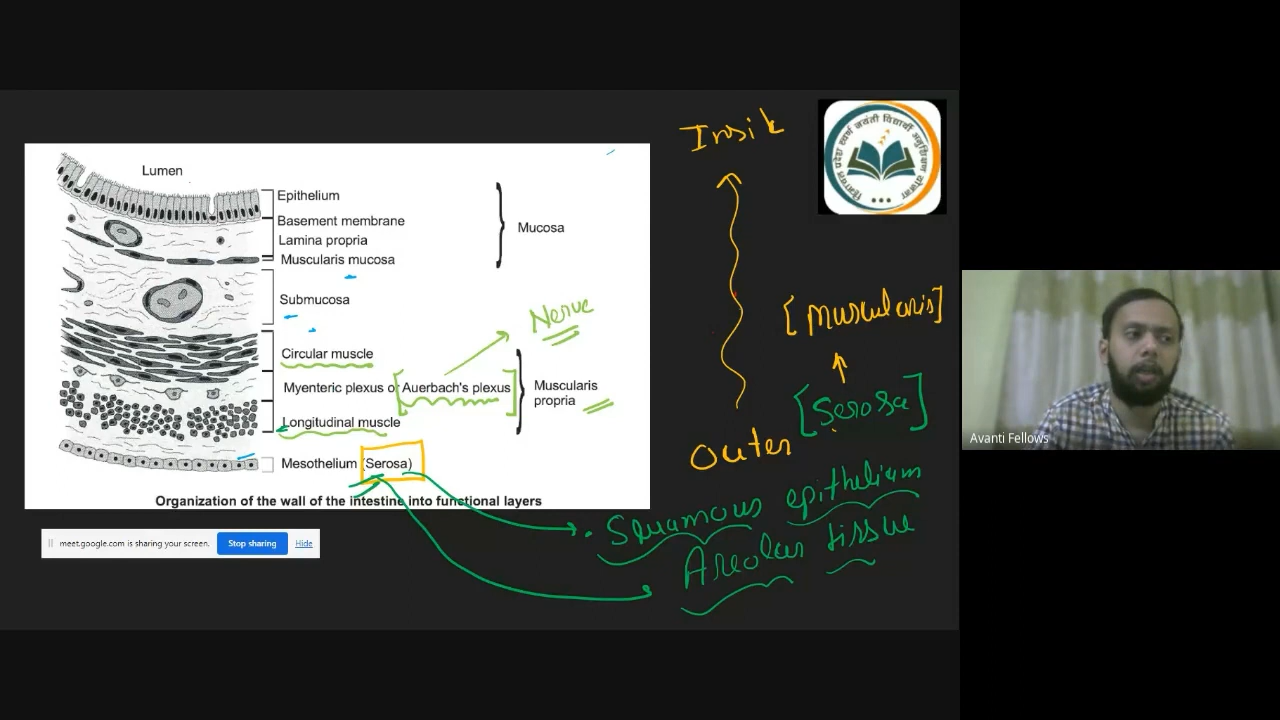 Lumen
Epithelium
Basement membrane
Lamina propria
Muscularis mucosa
Mucosa
Submucosa
Circular muscle
Myenteric plexus or Auerbach's plexus
Longitudinal muscle
Muscularis
propria
Mesothelium (Serosa)
Organization of the wall of the intestine into functional layers
Nerve
[Muscularis]
[Serosa]
Outer
Squamous epithelium
Areolar tissue
meet.google.com is sharing your screen.
Stop sharing
Hide
Avanti Fellows